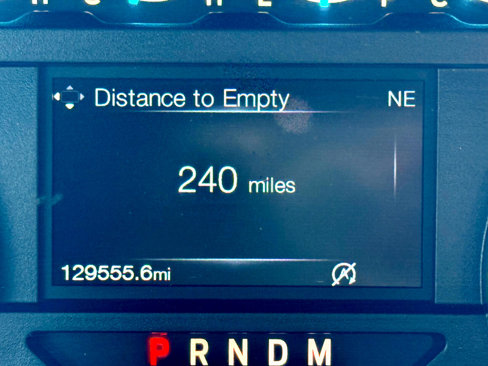 Distance to Empty NE
240 miles
129555.6mi
P R N D M